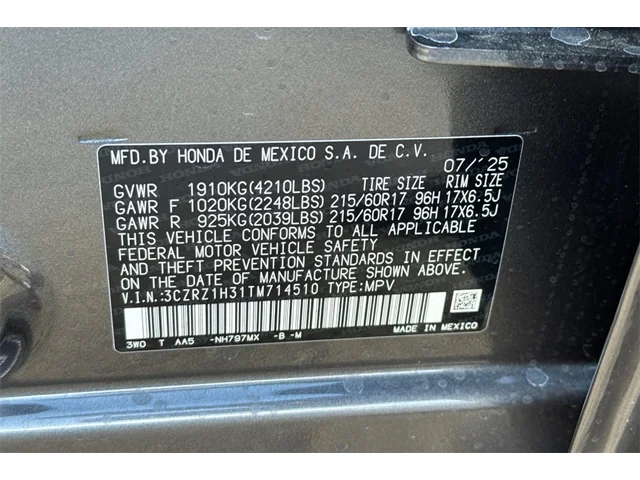 MFD.BY HONDA DE MEXICO S.A. DE C.V. 07/'25
GVWR 1910KG(4210LBS) TIRE SIZE RIM SIZE
GAWR F 1020KG(2248LBS) 215/60R17 96H 17X6.5J
GAWR R 925KG(2039LBS) 215/60R17 96H 17X6.5J
THIS VEHICLE CONFORMS TO ALL APPLICABLE
FEDERAL MOTOR VEHICLE SAFETY
AND THEFT PREVENTION STANDARDS IN EFFECT
ON THE DATE OF MANUFACTURE SHOWN ABOVE.
V.I.N.:3CZRZ1H31TM714510 TYPE:MPV
MADE IN MEXICO
3W0 T AA5 -NH797MX -B -M